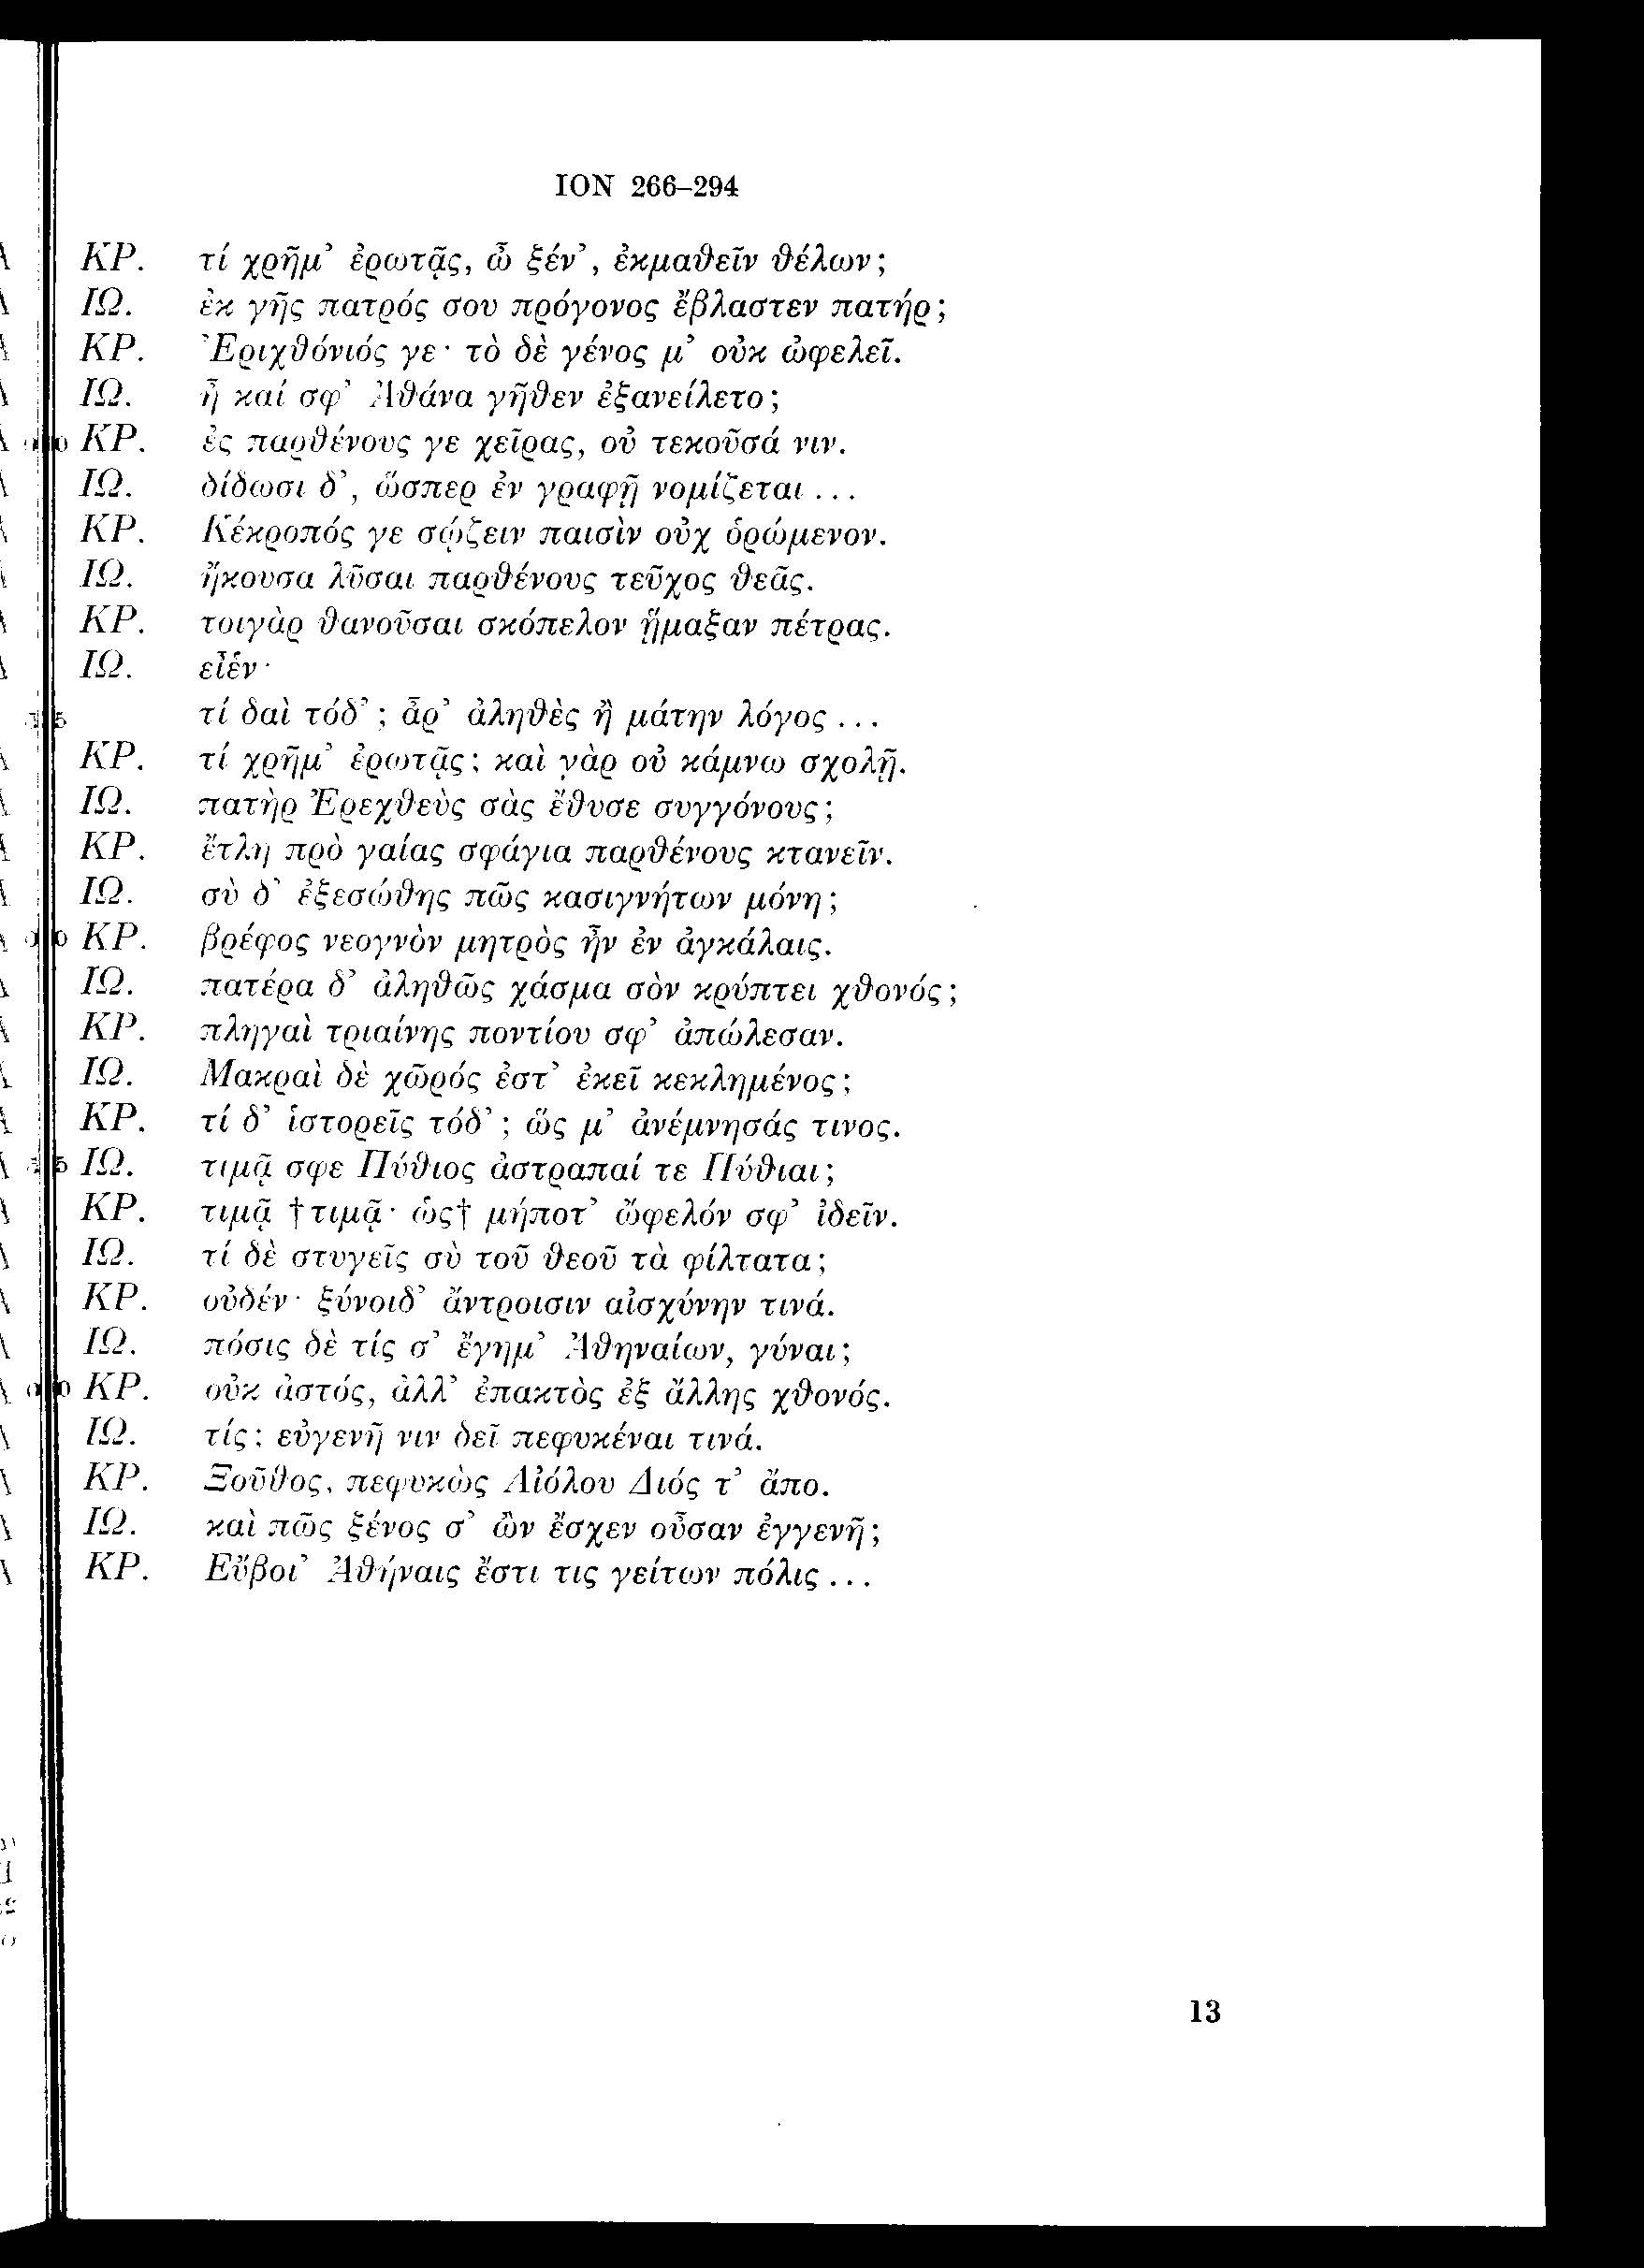 ION 266–294
ΚΡ. τί χρῆμ' ἐρωτᾷς, ὦ ξέν', ἐκμαθεῖν θέλων;
ΙΩ. ἐκ γῆς πατρός σου πρόγονος ἔβλαστεν πατήρ;
ΚΡ. Ἐριχθόνιός γε· τὸ δὲ γένος μ' οὐκ ὠφελεῖ.
ΙΩ. ἦ καί σφ' Ἀθάνα γῆθεν ἐξανείλετο;
ΚΡ. ἐς παρθένους γε χεῖρας, οὐ τεκοῦσά νιν.
ΙΩ. δίδωσι δ', ὥσπερ ἐν γραφῇ νομίζεται ...
ΚΡ. Κέκροπός γε σῴζειν παισὶν οὐχ ὁρώμενον.
ΙΩ. ἤκουσα λῦσαι παρθένους τεῦχος θεᾶς.
ΚΡ. τοιγὰρ θανοῦσαι σκόπελον ᾕμαξαν πέτρας.
ΙΩ. εἶἑν·
τί δαὶ τόδ'; ἆρ' ἀληθὲς ἢ μάτην λόγος ...
ΚΡ. τί χρῆμ' ἐρωτᾷς; καὶ γὰρ οὐ κάμνω σχολῇ.
ΙΩ. πατὴρ Ἐρεχθεὺς σὰς ἔθυσε συγγόνους;
ΚΡ. ἔτλη πρὸ γαίας σφάγια παρθένους κτανεῖν.
ΙΩ. σὺ δ' ἐξεσώθης πῶς κασιγνήτων μόνη;
ΚΡ. βρέφος νεογνὸν μητρὸς ἦν ἐν ἀγκάλαις.
ΙΩ. πατέρα δ' ἀληθῶς χάσμα σὸν κρύπτει χθονός;
ΚΡ. πληγαὶ τριαίνης ποντίου σφ' ἀπώλεσαν.
ΙΩ. Μακραὶ δὲ χῶρός ἐστ' ἐκεῖ κεκλημένος;
ΚΡ. τί δ' ἱστορεῖς τόδ'; ὥς μ' ἀνέμνησάς τινος.
ΙΩ. τιμᾷ σφε Πύθιος ἀστραπαί τε Πύθιαι;
ΚΡ. τιμᾷ †τιμᾷ· ὡς† μήποτ' ὤφελόν σφ' ἰδεῖν.
ΙΩ. τί δὲ στυγεῖς σὺ τοῦ θεοῦ τὰ φίλτατα;
ΚΡ. οὐδέν· ξύνοιδ' ἄντροισιν αἰσχύνην τινά.
ΙΩ. πόσις δὲ τίς σ' ἔγημ' Ἀθηναίων, γύναι;
ΚΡ. οὐκ ἀστός, ἀλλ' ἐπακτὸς ἐξ ἄλλης χθονός.
ΙΩ. τίς; εὐγενῆ νιν δεῖ πεφυκέναι τινά.
ΚΡ. Ξοῦθος, πεφυκὼς Αἰόλου Διός τ' ἄπο.
ΙΩ. καὶ πῶς ξένος σ' ὢν ἔσχεν οὖσαν ἐγγενῆ;
ΚΡ. Εὔβοι' Ἀθήναις ἔστι τις γείτων πόλις ...
13